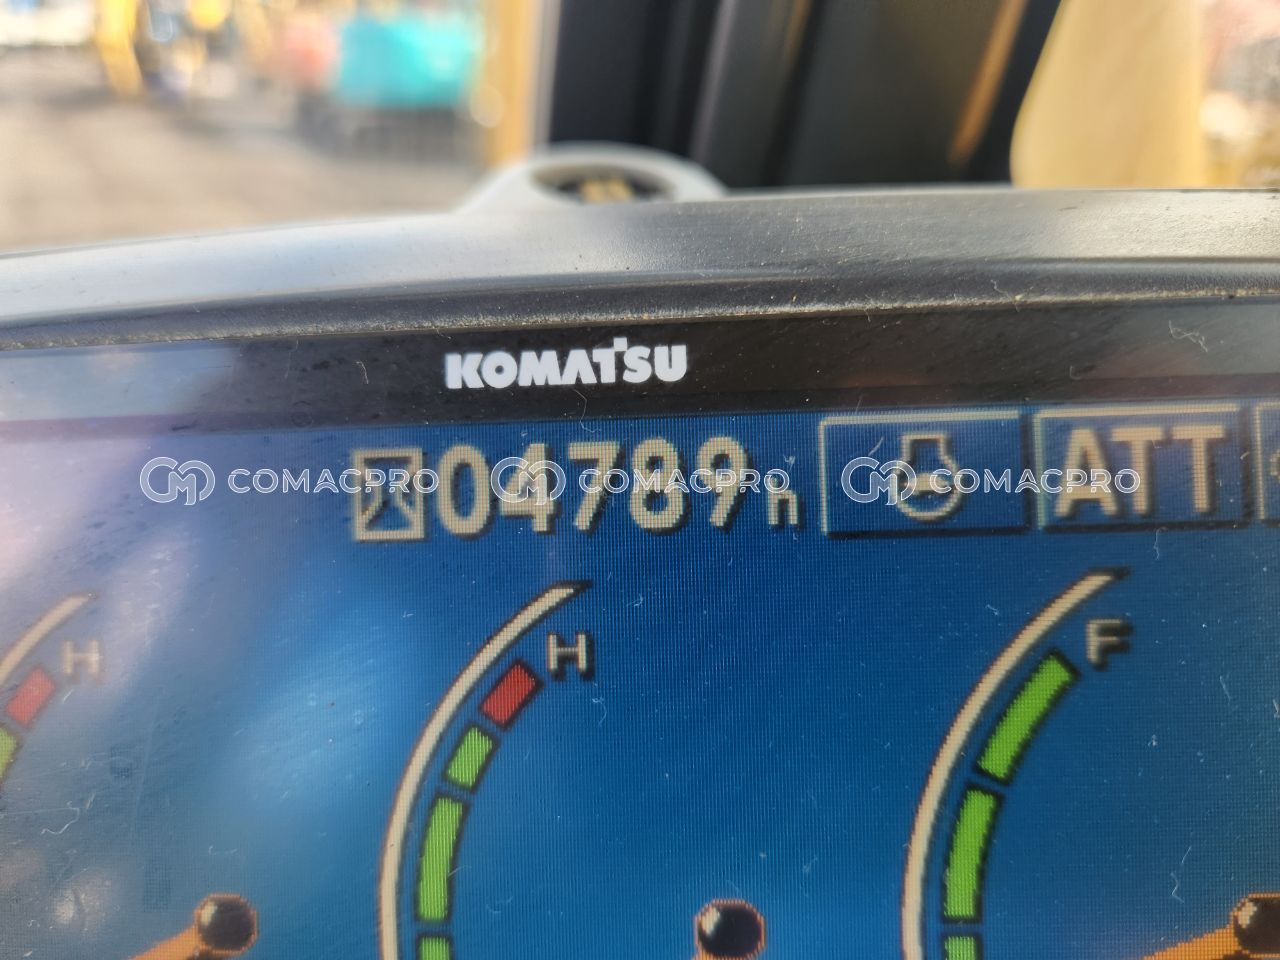 KOMATSU
04789h
ATT
COMACPRO COMACPRO COMACPRO
H H F